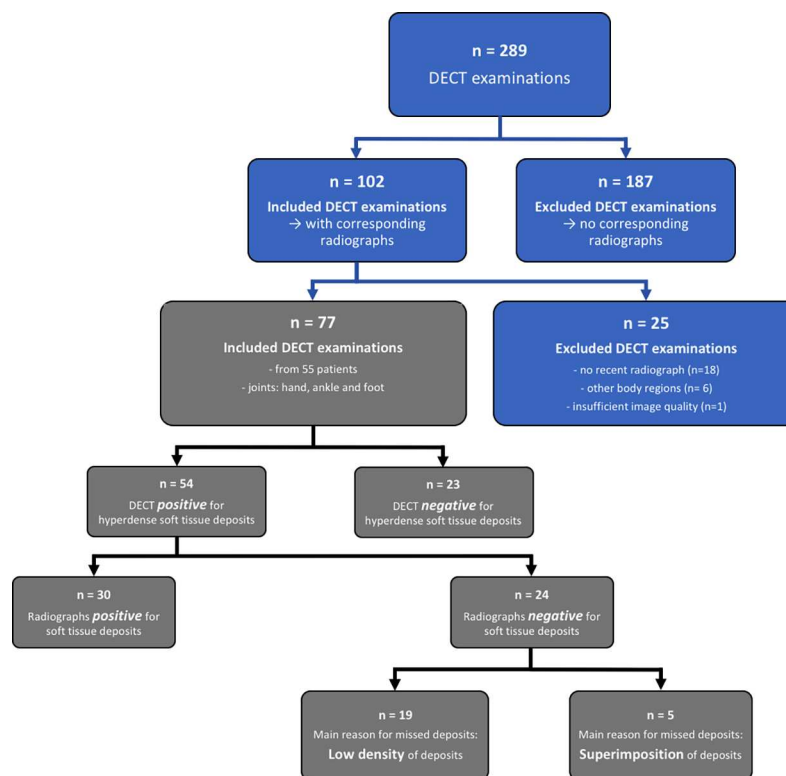 n = 289
DECT examinations
n = 102
Included DECT examinations
→ with corresponding
radiographs
n = 187
Excluded DECT examinations
→ no corresponding
radiographs
n = 77
Included DECT examinations
- from 55 patients
- joints: hand, ankle and foot
n = 25
Excluded DECT examinations
- no recent radiograph (n=18)
- other body regions (n= 6)
- insufficient image quality (n=1)
n = 54
DECT positive for
hyperdense soft tissue deposits
n = 23
DECT negative for
hyperdense soft tissue deposits
n = 30
Radiographs positive for
soft tissue deposits
n = 24
Radiographs negative for
soft tissue deposits
n = 19
Main reason for missed deposits:
Low density of deposits
n = 5
Main reason for missed deposits:
Superimposition of deposits